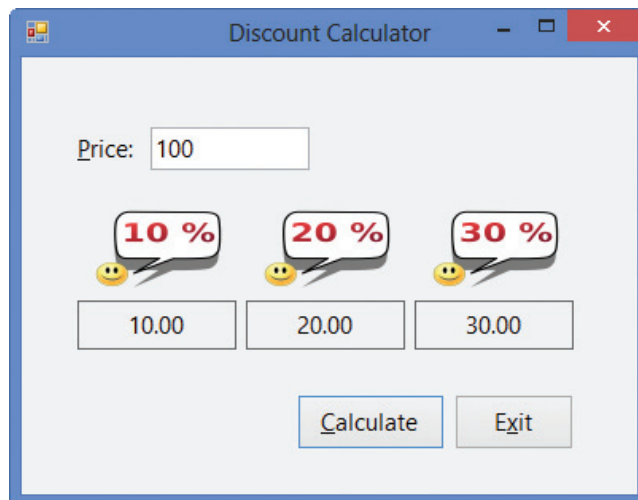 Discount Calculator
Price: 100
10 % 20 % 30 %
10.00 20.00 30.00
Calculate Exit